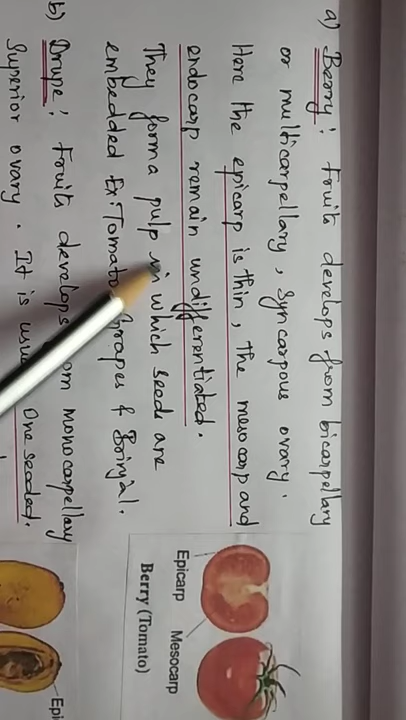 a) Berry: Fruits develops from bicarpellary
or multicarpellary, syncarpous ovary.
Here the epicarp is thin, the mesocarp and
endocarp remain undifferentiated.
They form a pulp in which seeds are
embedded Ex: Tomato Grapes & Brinjal.
b) Drupe: Fruits develops monocarpellary
Superior ovary. It is One seeded.
Epicarp Mesocarp
Berry (Tomato)